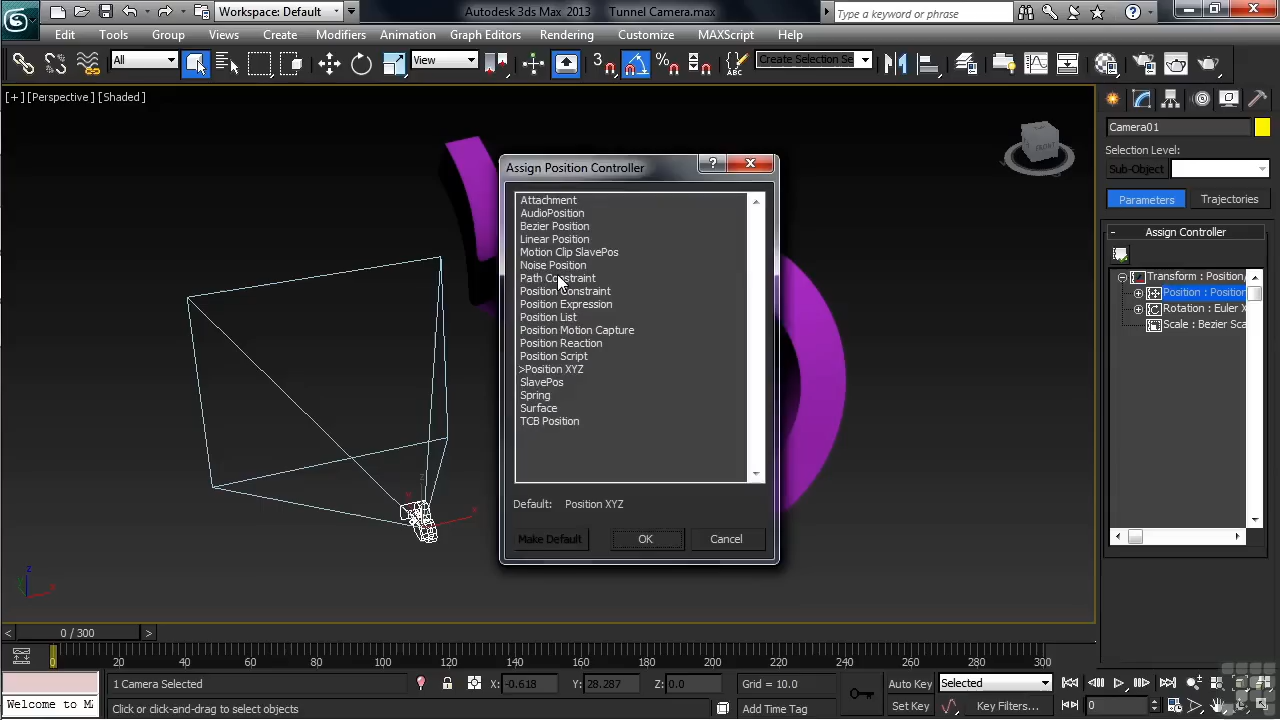 Workspace: Default
Autodesk 3ds Max 2013 Tunnel Camera.max
Type a keyword or phrase
Edit Tools Group Views Create Modifiers Animation Graph Editors Rendering Customize MAXScript Help
All
View
3
Create Selection Se
[+] [Perspective] [Shaded]
FRONT
Camera01
Selection Level:
Sub-Object
Parameters Trajectories
- Assign Controller
Transform : Position,
Position : Position
Rotation : Euler X
Scale : Bezier Sca
Assign Position Controller
Attachment
AudioPosition
Bezier Position
Linear Position
Motion Clip SlavePos
Noise Position
Path Constraint
Position Constraint
Position Expression
Position List
Position Motion Capture
Position Reaction
Position Script
>Position XYZ
SlavePos
Spring
Surface
TCB Position
Default: Position XYZ
Make Default OK Cancel
z
x
< 0 / 300 >
20 40 60 80 100 120 140 160 180 200 220 240 260 280 300
1 Camera Selected X: -0.618 Y: 28.287 Z: 0.0 Grid = 10.0 Auto Key Selected
Welcome to M Click or click-and-drag to select objects Add Time Tag Set Key Key Filters... 0